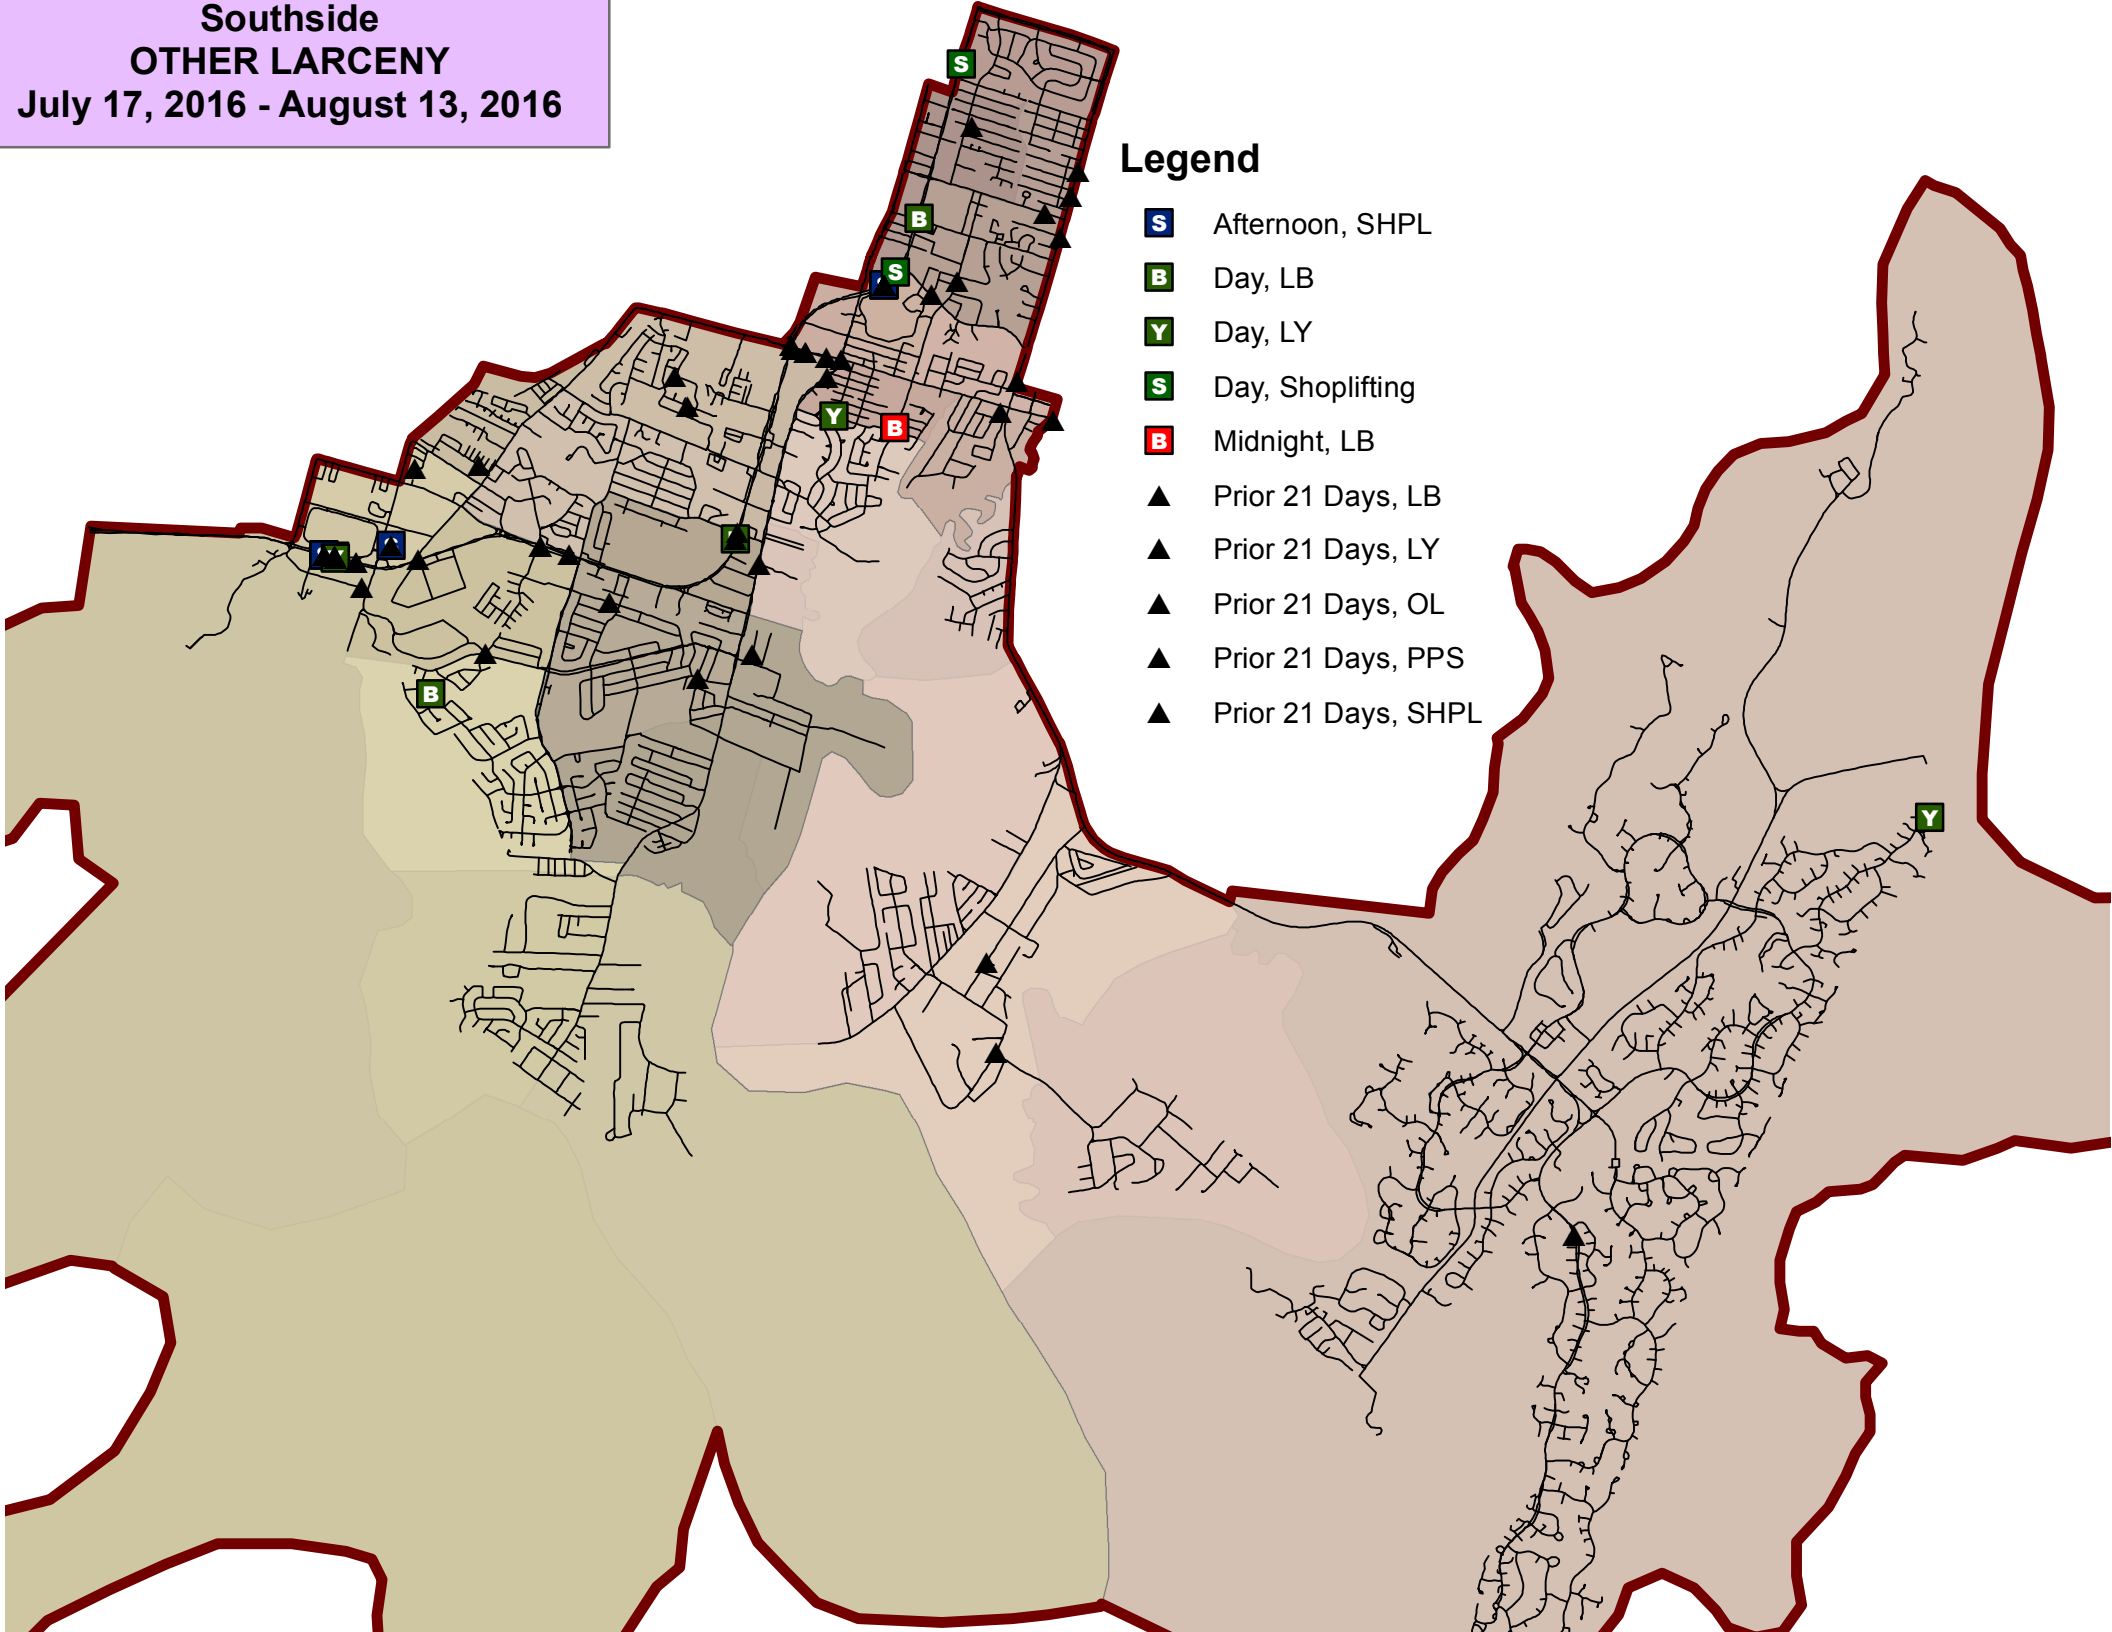 Southside
OTHER LARCENY
July 17, 2016 - August 13, 2016
Legend
S Afternoon, SHPL
B Day, LB
Y Day, LY
S Day, Shoplifting
B Midnight, LB
Prior 21 Days, LB
Prior 21 Days, LY
Prior 21 Days, OL
Prior 21 Days, PPS
Prior 21 Days, SHPL
S
B
S
Y
B
B
Y